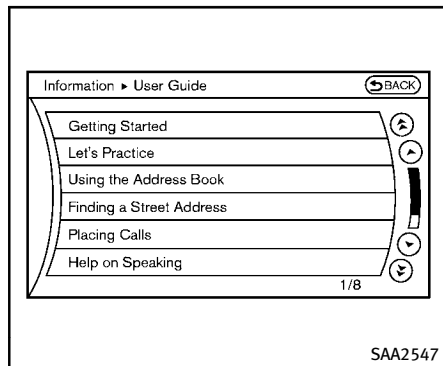 Information ▸ User Guide
BACK
Getting Started
Let's Practice
Using the Address Book
Finding a Street Address
Placing Calls
Help on Speaking
1/8
SAA2547